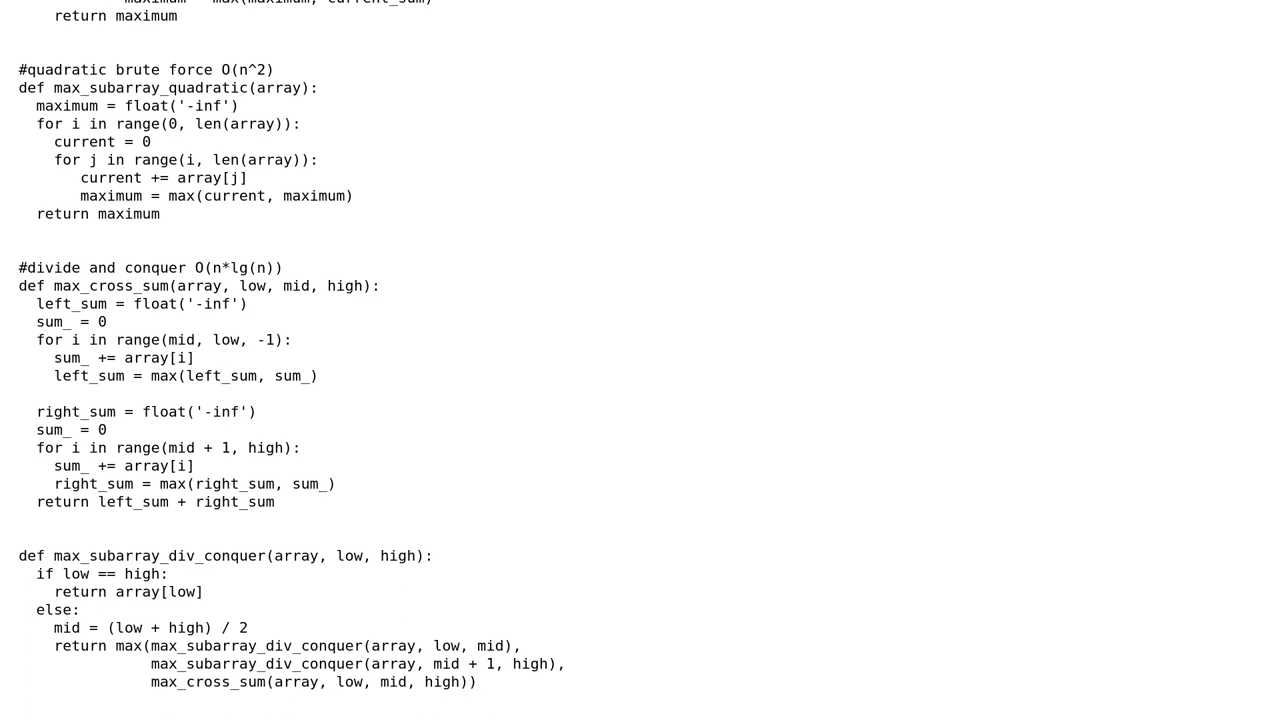 maximum = max(maximum, current_sum)
return maximum
#quadratic brute force O(n^2)
def max_subarray_quadratic(array):
  maximum = float('-inf')
  for i in range(0, len(array)):
    current = 0
    for j in range(i, len(array)):
       current += array[j]
       maximum = max(current, maximum)
  return maximum
#divide and conquer O(n*lg(n))
def max_cross_sum(array, low, mid, high):
  left_sum = float('-inf')
  sum_ = 0
  for i in range(mid, low, -1):
    sum_ += array[i]
    left_sum = max(left_sum, sum_)
  right_sum = float('-inf')
  sum_ = 0
  for i in range(mid + 1, high):
    sum_ += array[i]
    right_sum = max(right_sum, sum_)
  return left_sum + right_sum
def max_subarray_div_conquer(array, low, high):
  if low == high:
    return array[low]
  else:
    mid = (low + high) / 2
    return max(max_subarray_div_conquer(array, low, mid),
               max_subarray_div_conquer(array, mid + 1, high),
               max_cross_sum(array, low, mid, high))